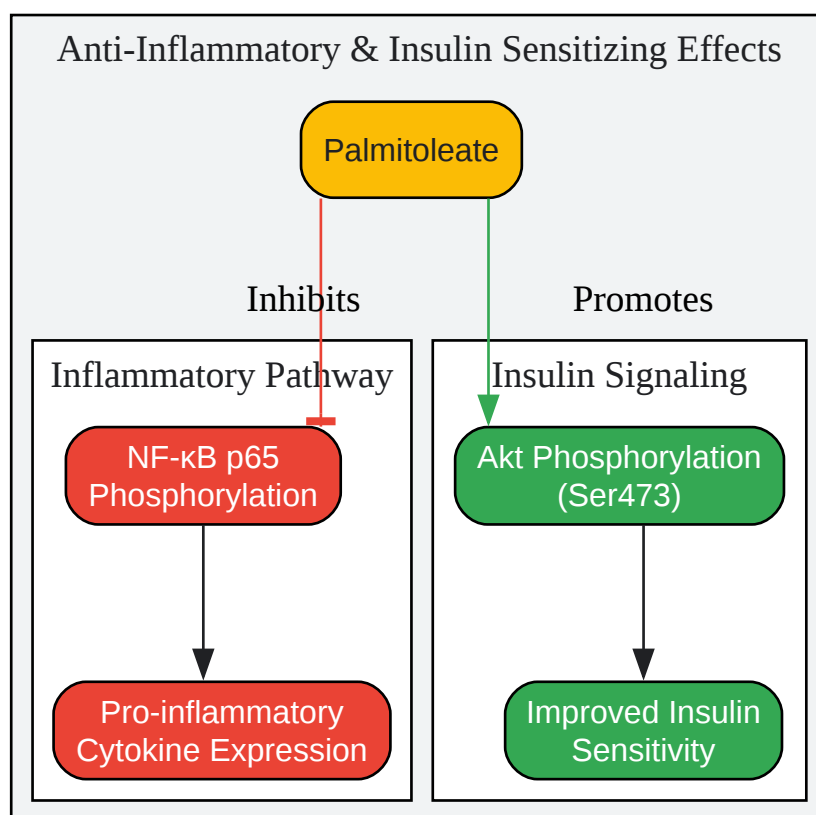 Anti-Inflammatory & Insulin Sensitizing Effects
Palmitoleate
Inhibits
Promotes
Inflammatory Pathway
NF-κB p65
Phosphorylation
Pro-inflammatory
Cytokine Expression
Insulin Signaling
Akt Phosphorylation
(Ser473)
Improved Insulin
Sensitivity